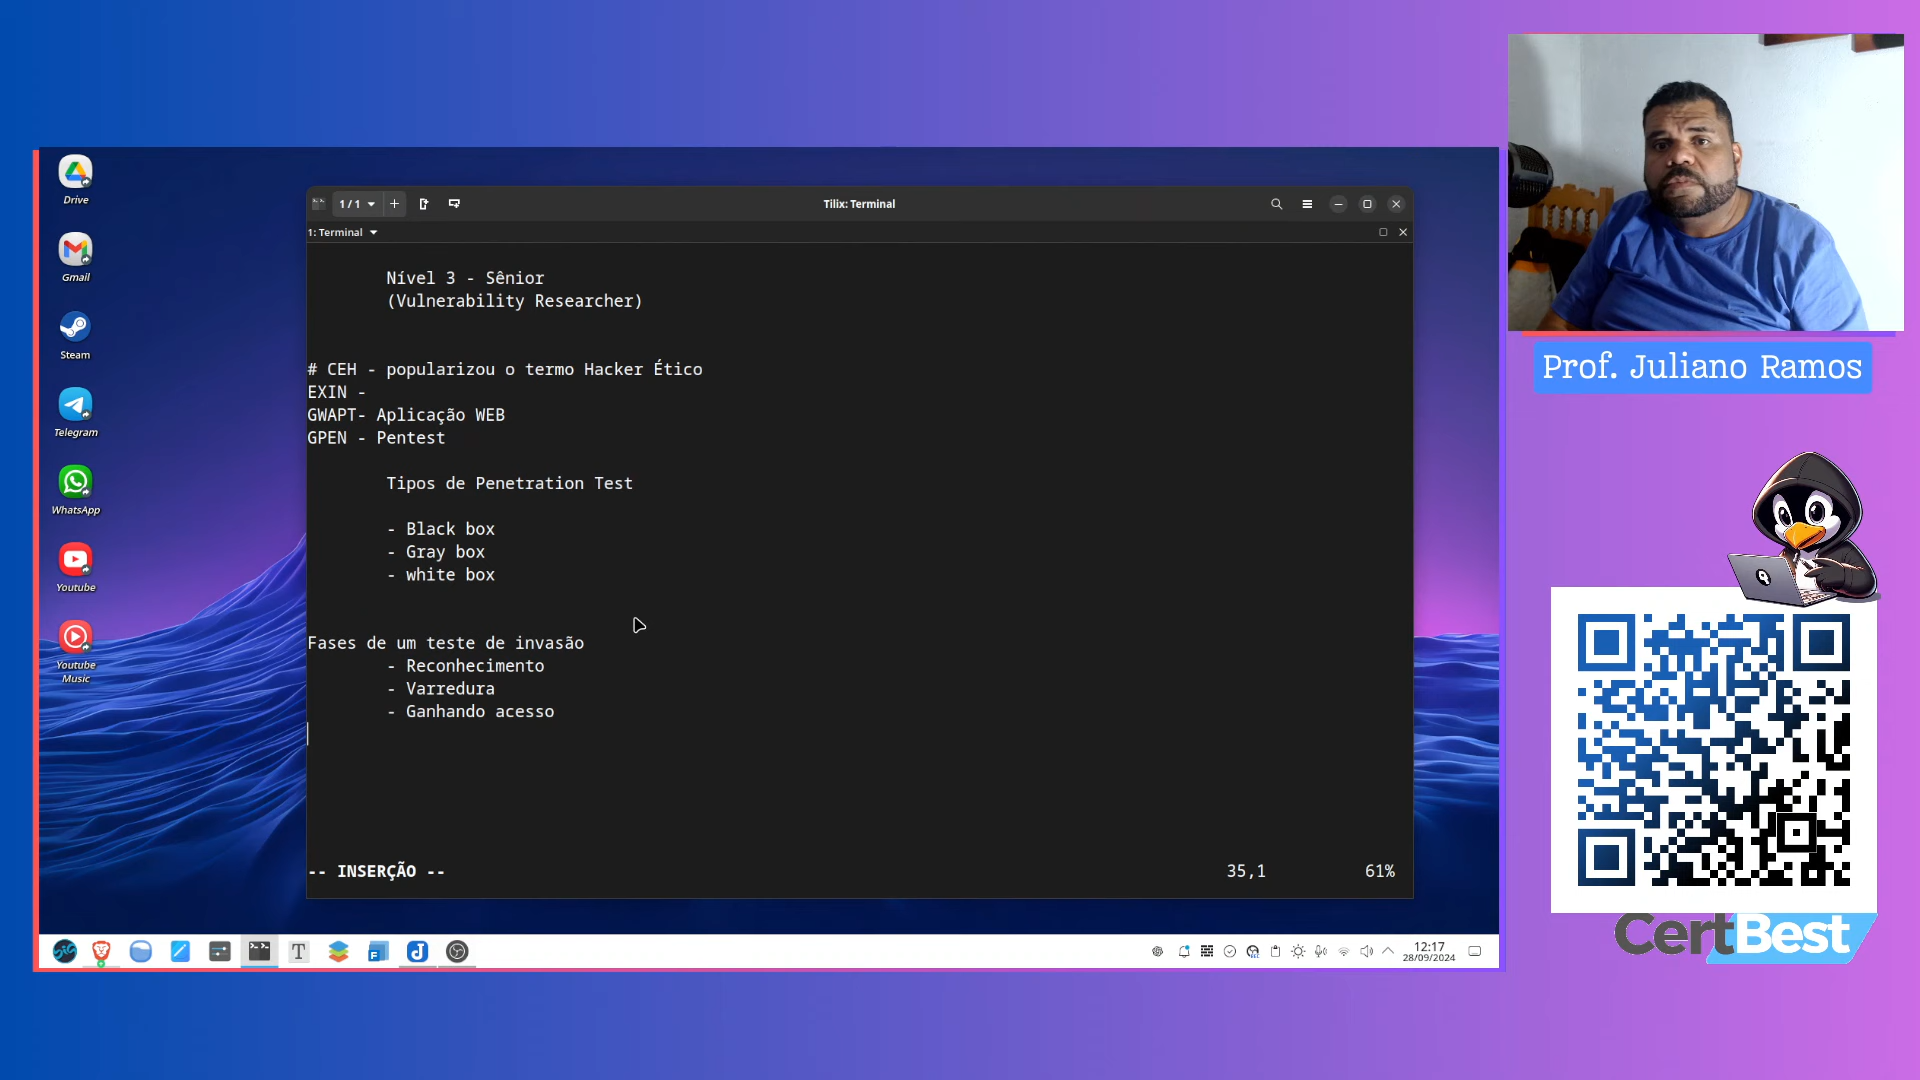 Drive
Gmail
Steam
Telegram
WhatsApp
Youtube
Youtube
Music
1 / 1
Tilix: Terminal
1: Terminal
Nível 3 - Sênior
(Vulnerability Researcher)
# CEH - popularizou o termo Hacker Ético
EXIN -
GWAPT- Aplicação WEB
GPEN - Pentest
Tipos de Penetration Test
- Black box
- Gray box
- white box
Fases de um teste de invasão
- Reconhecimento
- Varredura
- Ganhando acesso
-- INSERÇÃO --
35,1
61%
12:17
28/09/2024
Prof. Juliano Ramos
CertBest